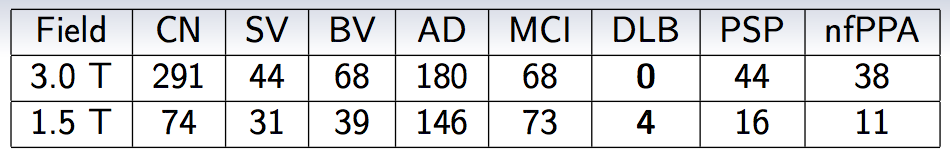 Field CN SV BV AD MCI DLB PSP nfPPA
3.0 T 291 44 68 180 68 0 44 38
1.5 T 74 31 39 146 73 4 16 11